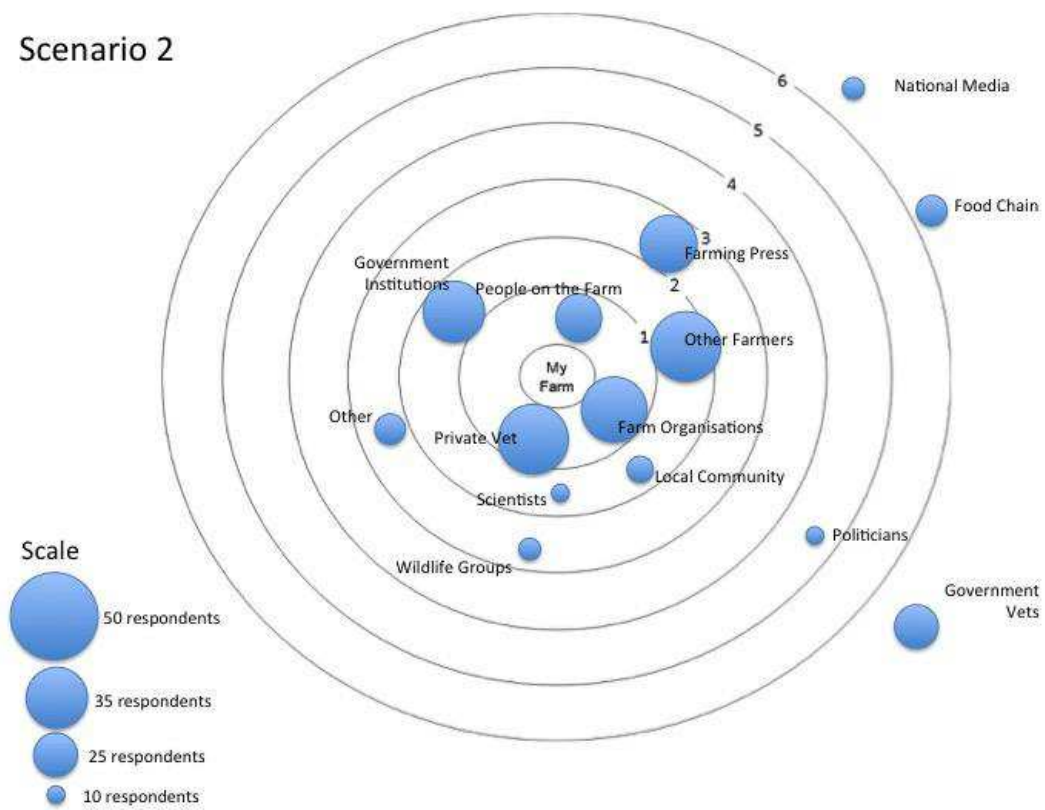 Scenario 2
6
National Media
5
4
Food Chain
3
Farming Press
Government
Institutions
2
People on the Farm
1
Other Farmers
My
Farm
Other
Private Vet
Farm Organisations
Local Community
Scientists
Politicians
Wildlife Groups
Government
Vets
Scale
50 respondents
35 respondents
25 respondents
10 respondents